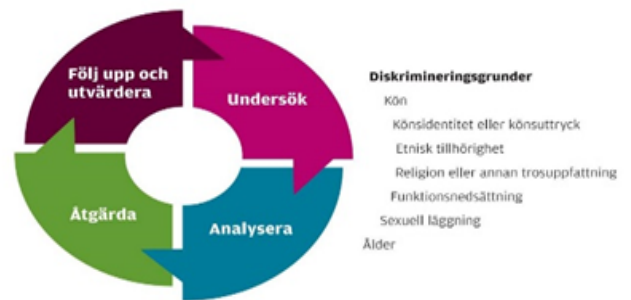 Följ upp och
utvärdera
Undersök
Analysera
Åtgärda
Diskrimineringsgrunder
Kön
Könsidentitet eller könsuttryck
Etnisk tillhörighet
Religion eller annan trosuppfattning
Funktionsnedsättning
Sexuell läggning
Ålder